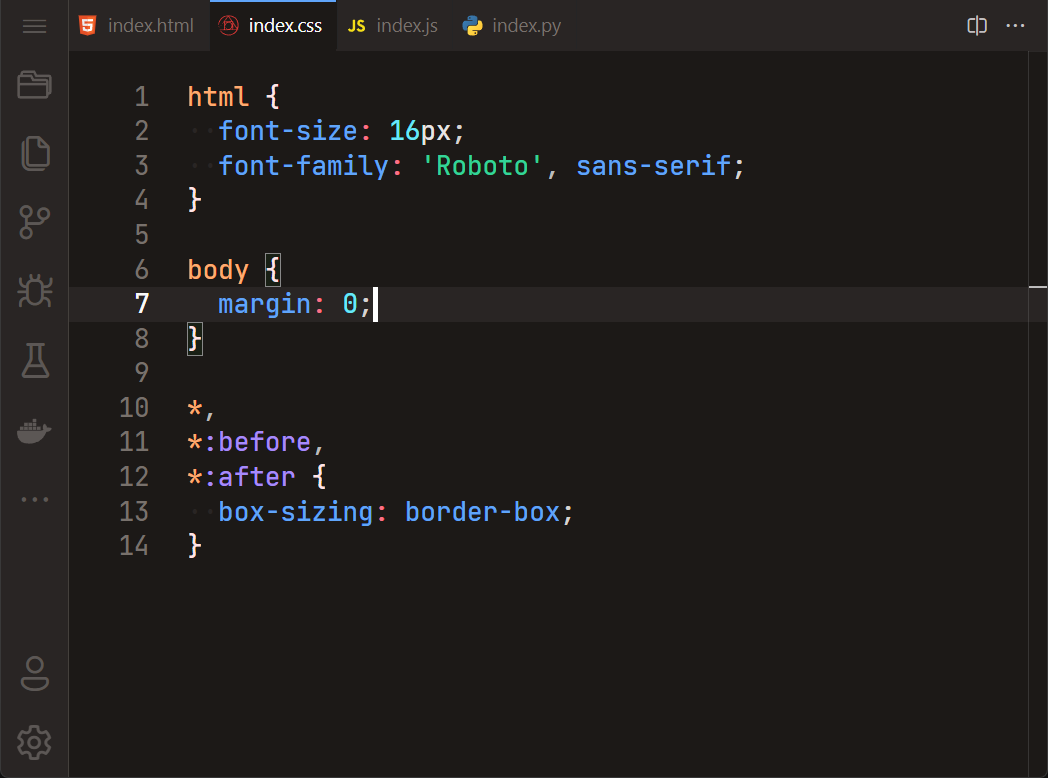 index.html index.css JS index.js index.py
1 html {
2   font-size: 16px;
3   font-family: 'Roboto', sans-serif;
4 }
5
6 body {
7   margin: 0;
8 }
9
10 *,
11 *:before,
12 *:after {
13   box-sizing: border-box;
14 }